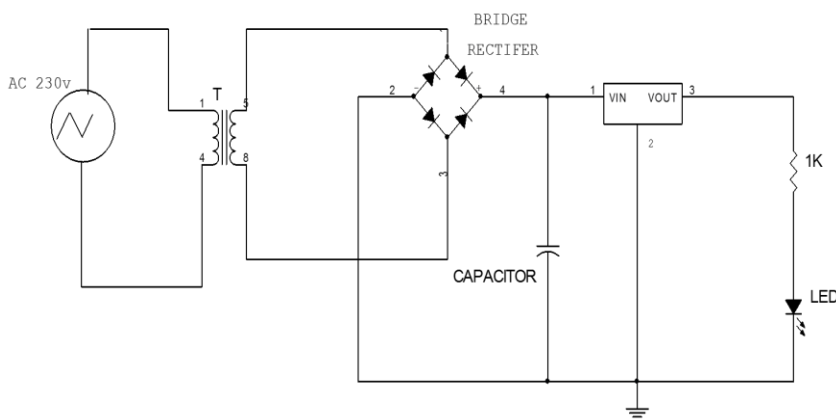 BRIDGE
RECTIFER
AC 230v
T
1
5
4
8
2
-
+
4
3
1
VIN
VOUT
3
2
1K
CAPACITOR
LED